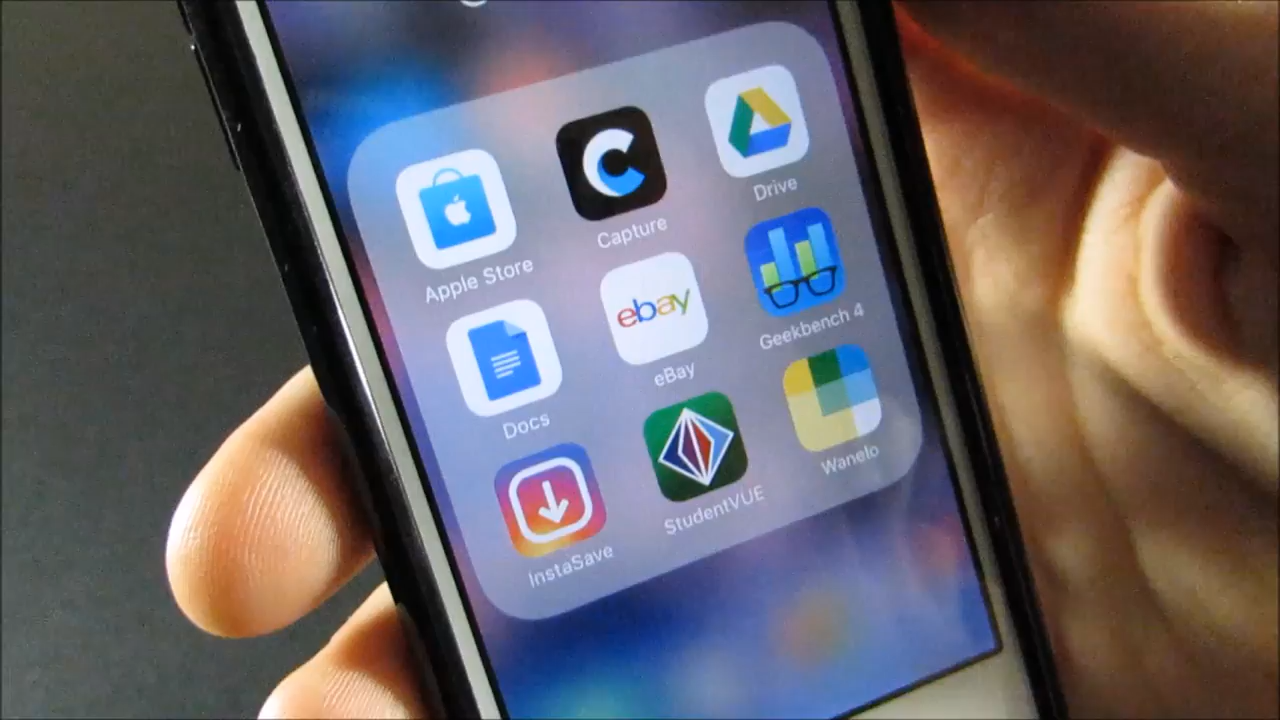 Apple Store
Capture
Drive
Docs
ebay
eBay
Geekbench 4
InstaSave
StudentVUE
Wanelo